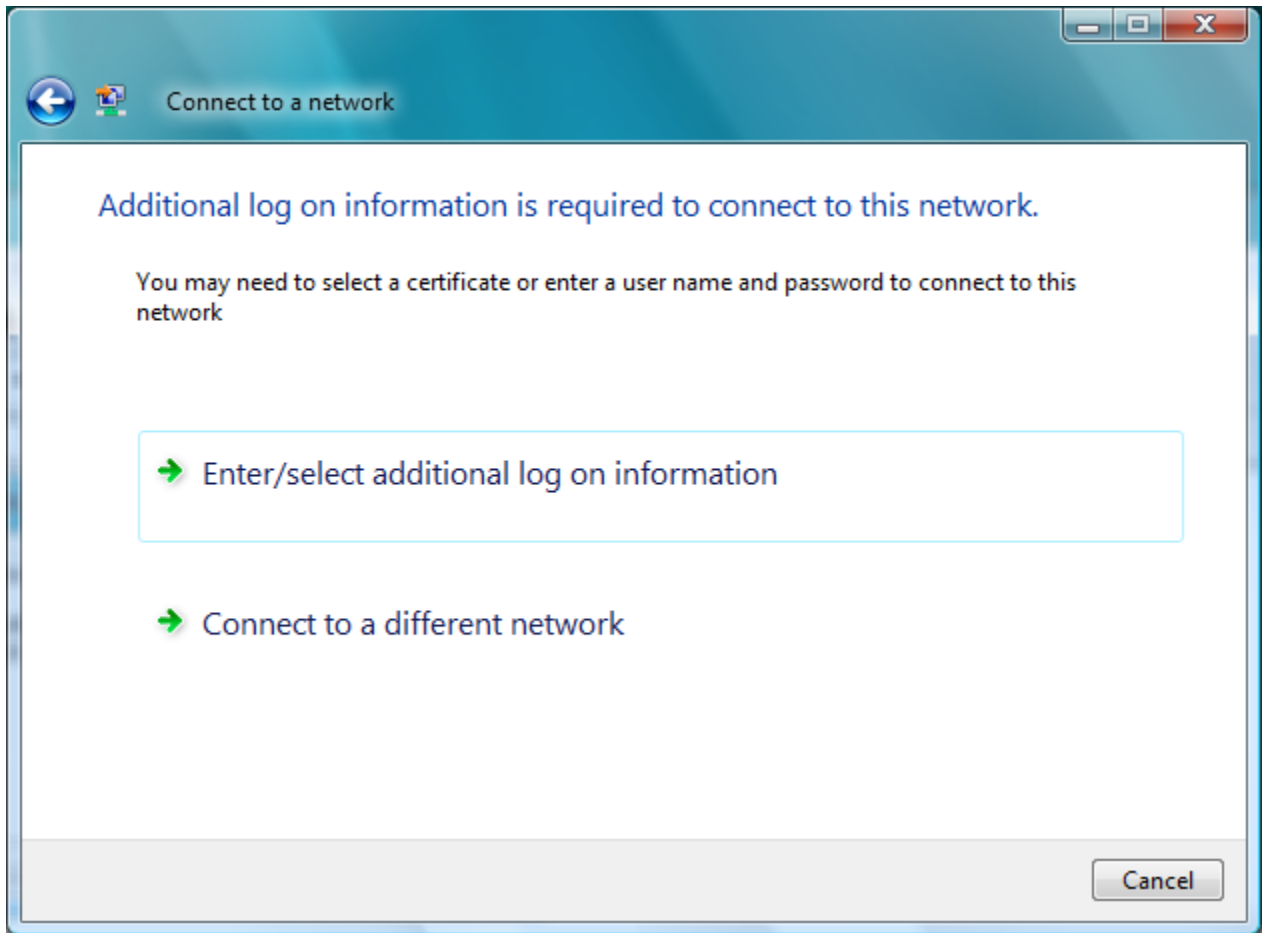 Connect to a network
Additional log on information is required to connect to this network.
You may need to select a certificate or enter a user name and password to connect to this
network
Enter/select additional log on information
Connect to a different network
Cancel